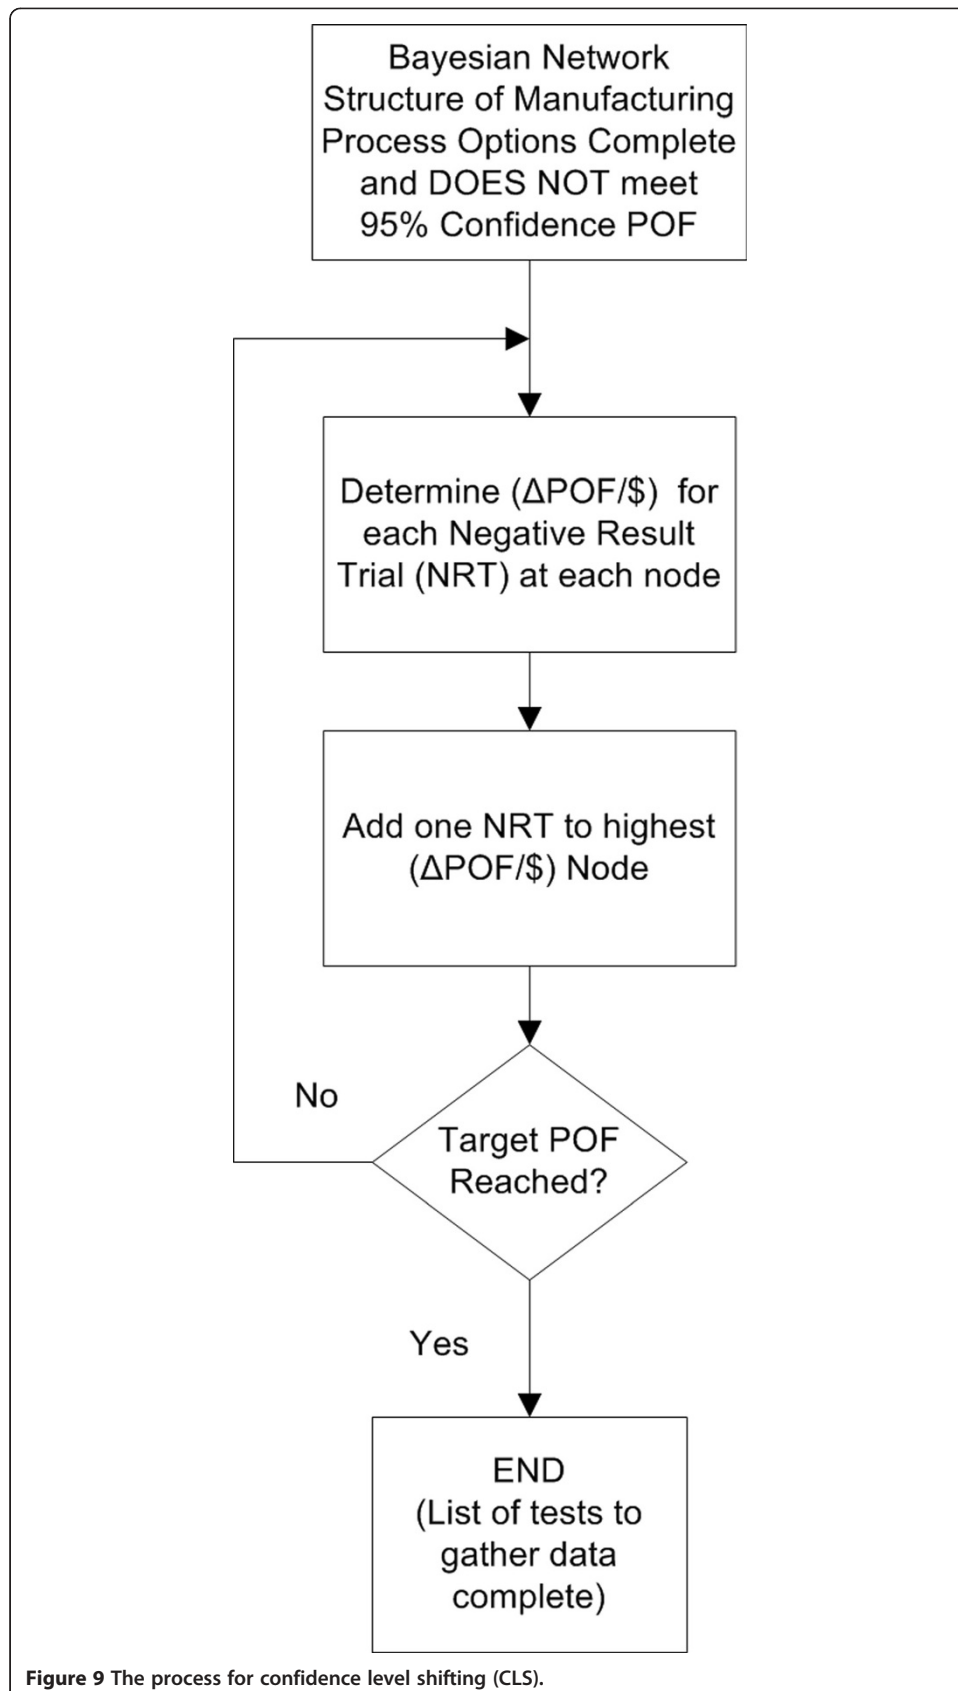 Bayesian Network
Structure of Manufacturing
Process Options Complete
and DOES NOT meet
95% Confidence POF
Determine (ΔPOF/$) for
each Negative Result
Trial (NRT) at each node
Add one NRT to highest
(ΔPOF/$) Node
No
Target POF
Reached?
Yes
END
(List of tests to
gather data
complete)
Figure 9 The process for confidence level shifting (CLS).